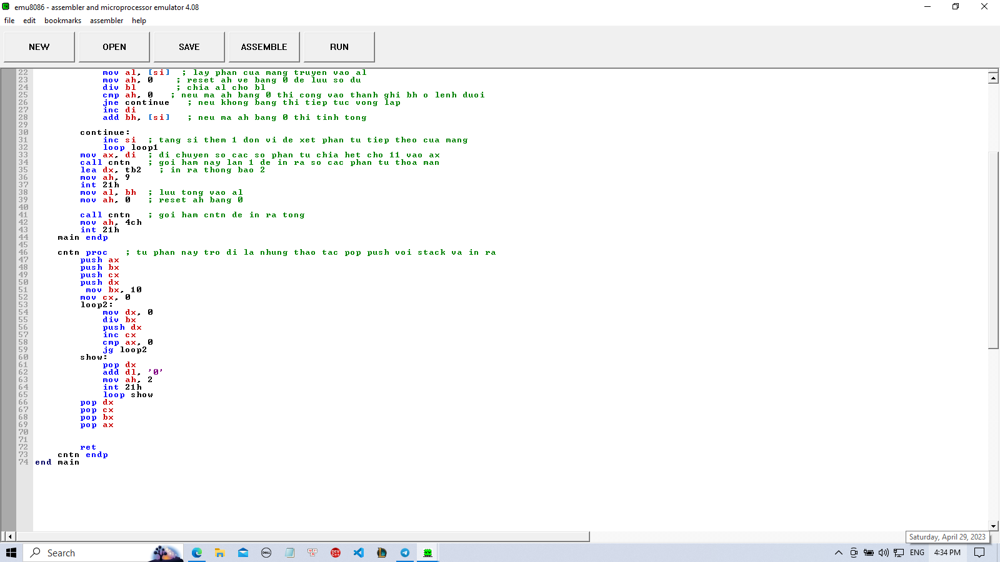 emu8086 - assembler and microprocessor emulator 4.08
file edit bookmarks assembler help
NEW OPEN SAVE ASSEMBLE RUN
22 mov al, [si] ; lay phan cua mang truyen vao al
23 mov ah, 0 ; reset ah ve bang 0 de luu so du
24 div bl ; chia al cho bl
25 cmp ah, 0 ; neu ma ah bang 0 thi cong vao thanh ghi bh o lenh duoi
26 jne continue ; neu khong bang thi tiep tuc vong lap
27 inc di
28 add bh, [si] ; neu ma ah bang 0 thi tinh tong
29
30 continue:
31 inc si ; tang si them 1 don vi de xet phan tu tiep theo cua mang
32 loop loop1
33 mov ax, di ; di chuyen so cac so phan tu chia het cho 11 vao ax
34 call cntn ; goi ham nay lan 1 de in ra so cac phan tu thoa man
35 lea dx, tb2 ; in ra thong bao 2
36 mov ah, 9
37 int 21h
38 mov al, bh ; luu tong vao al
39 mov ah, 0 ; reset ah bang 0
40
41 call cntn ; goi ham cntn de in ra tong
42 mov ah, 4ch
43 int 21h
44 main endp
45
46 cntn proc ; tu phan nay tro di la nhung thao tac pop push voi stack va in ra
47 push ax
48 push bx
49 push cx
50 push dx
51 mov bx, 10
52 mov cx, 0
53 loop2:
54 mov dx, 0
55 div bx
56 push dx
57 inc cx
58 cmp ax, 0
59 jg loop2
60 show:
61 pop dx
62 add dl, '0'
63 mov ah, 2
64 int 21h
65 loop show
66 pop dx
67 pop cx
68 pop bx
69 pop ax
70
71
72 ret
73 cntn endp
74 end main
Saturday, April 29, 2023
Search
DELL
DEV C++
ENG
4:34 PM